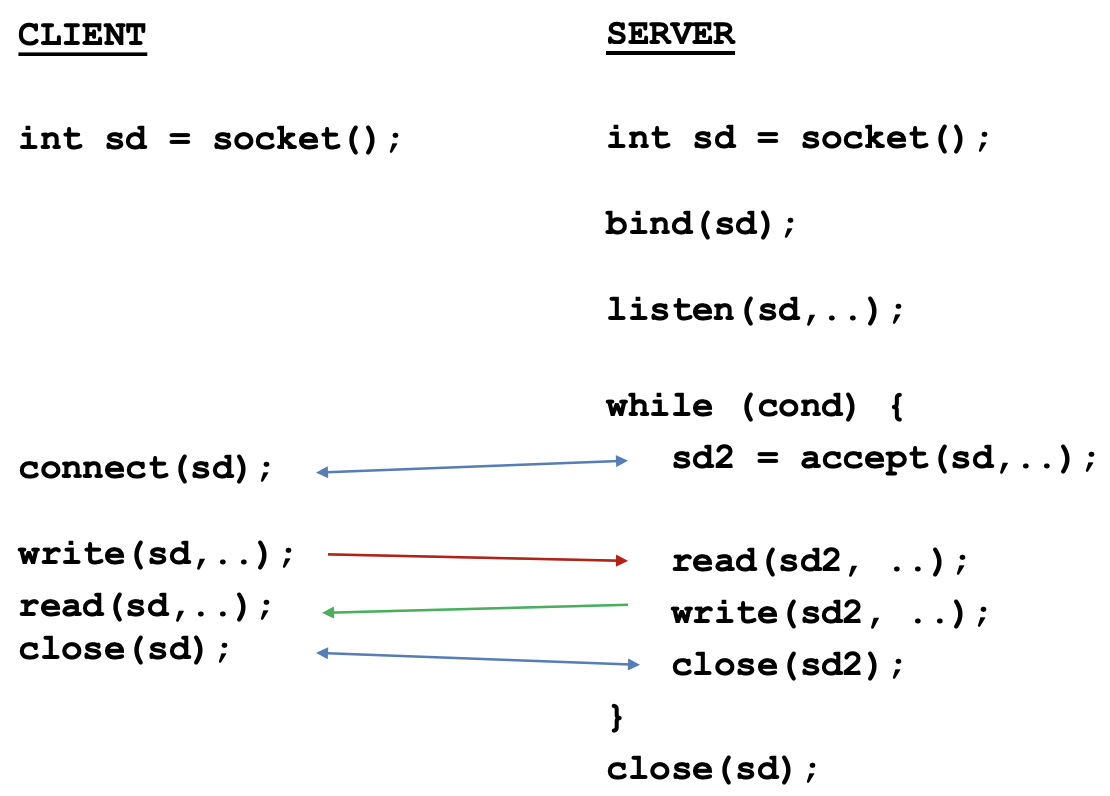 CLIENT
int sd = socket();
connect(sd);
write(sd,..);
read(sd,..);
close(sd);
SERVER
int sd = socket();
bind(sd);
listen(sd,..);
while (cond) {
sd2 = accept(sd,..);
read(sd2, ..);
write(sd2, ..);
close(sd2);
}
close(sd);